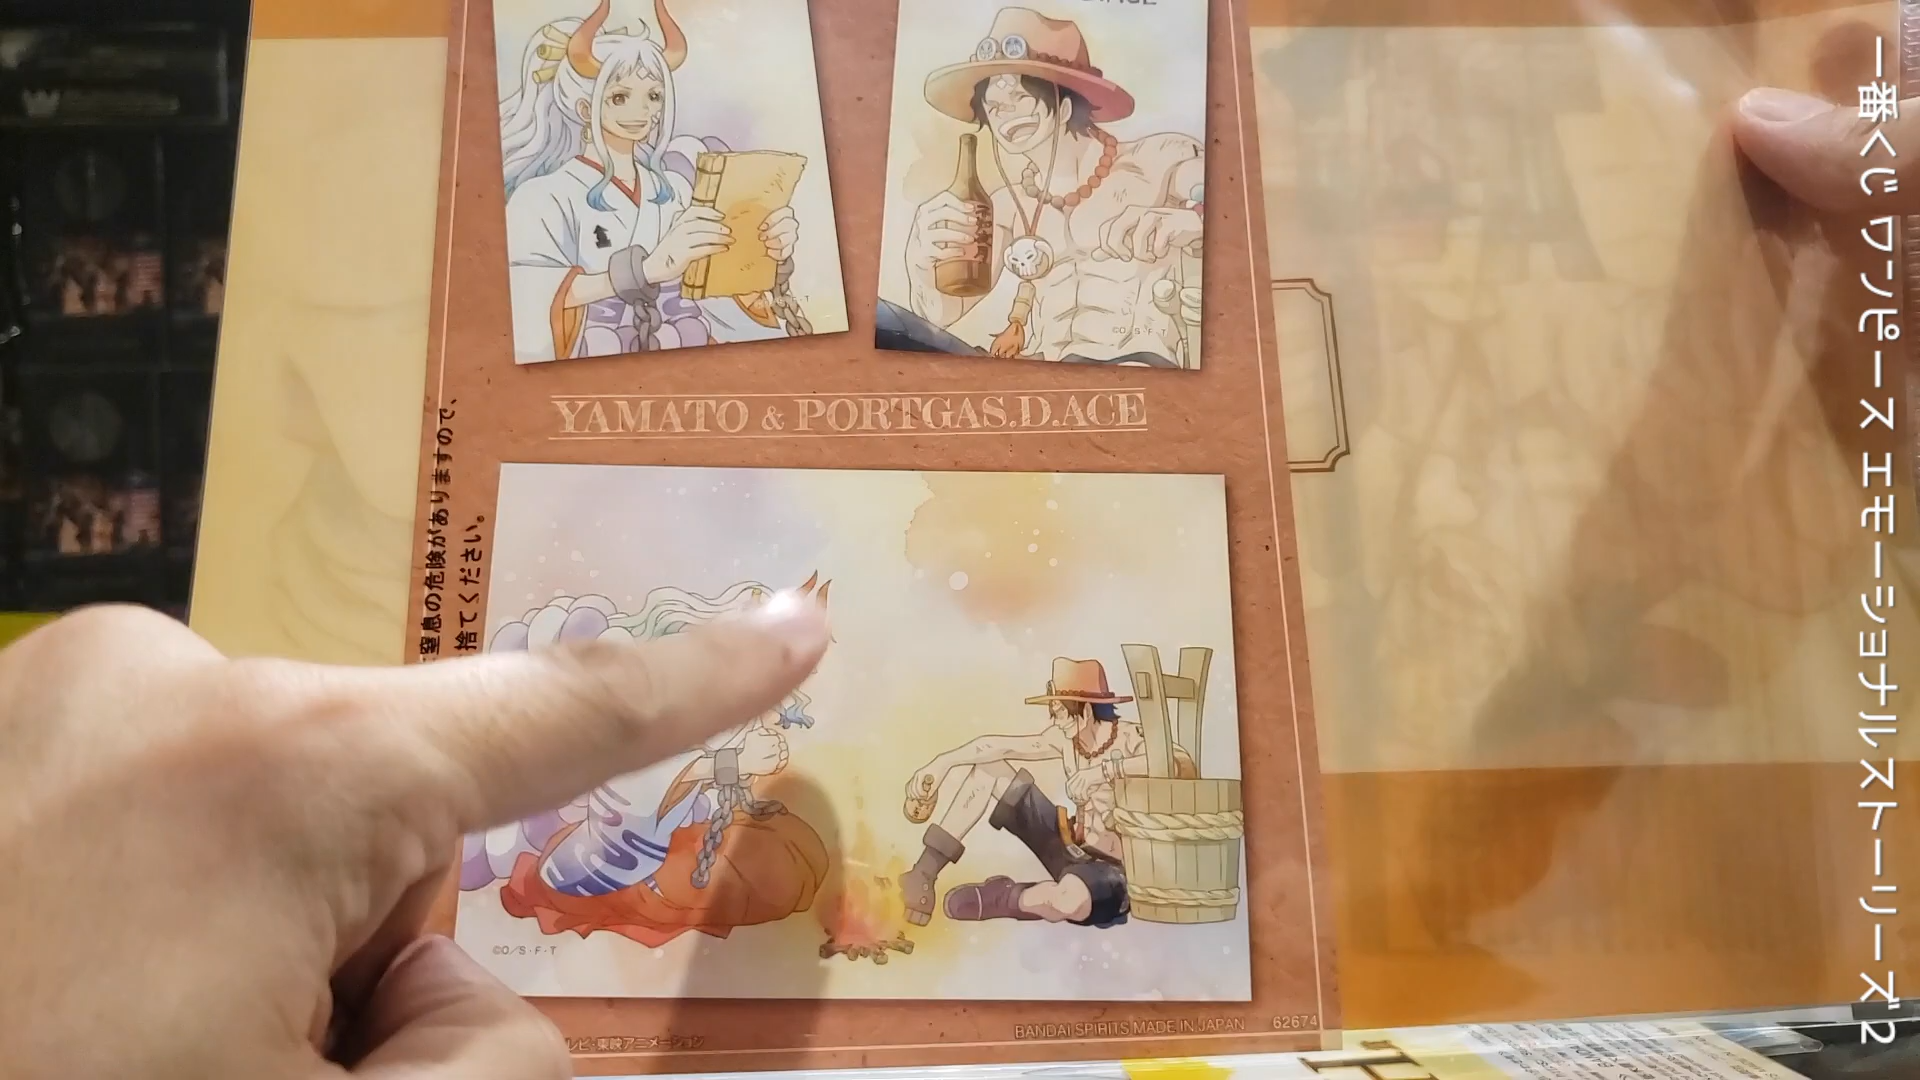 ©O/S・F・T
YAMATO & PORTGAS.D.ACE
窒息の危険がありますので、
捨てください。
©O/S・F・T
レビ・東映アニメーション
BANDAI SPIRITS MADE IN JAPAN
62674
一番くじ ワンピース エモーショナルストーリーズ2